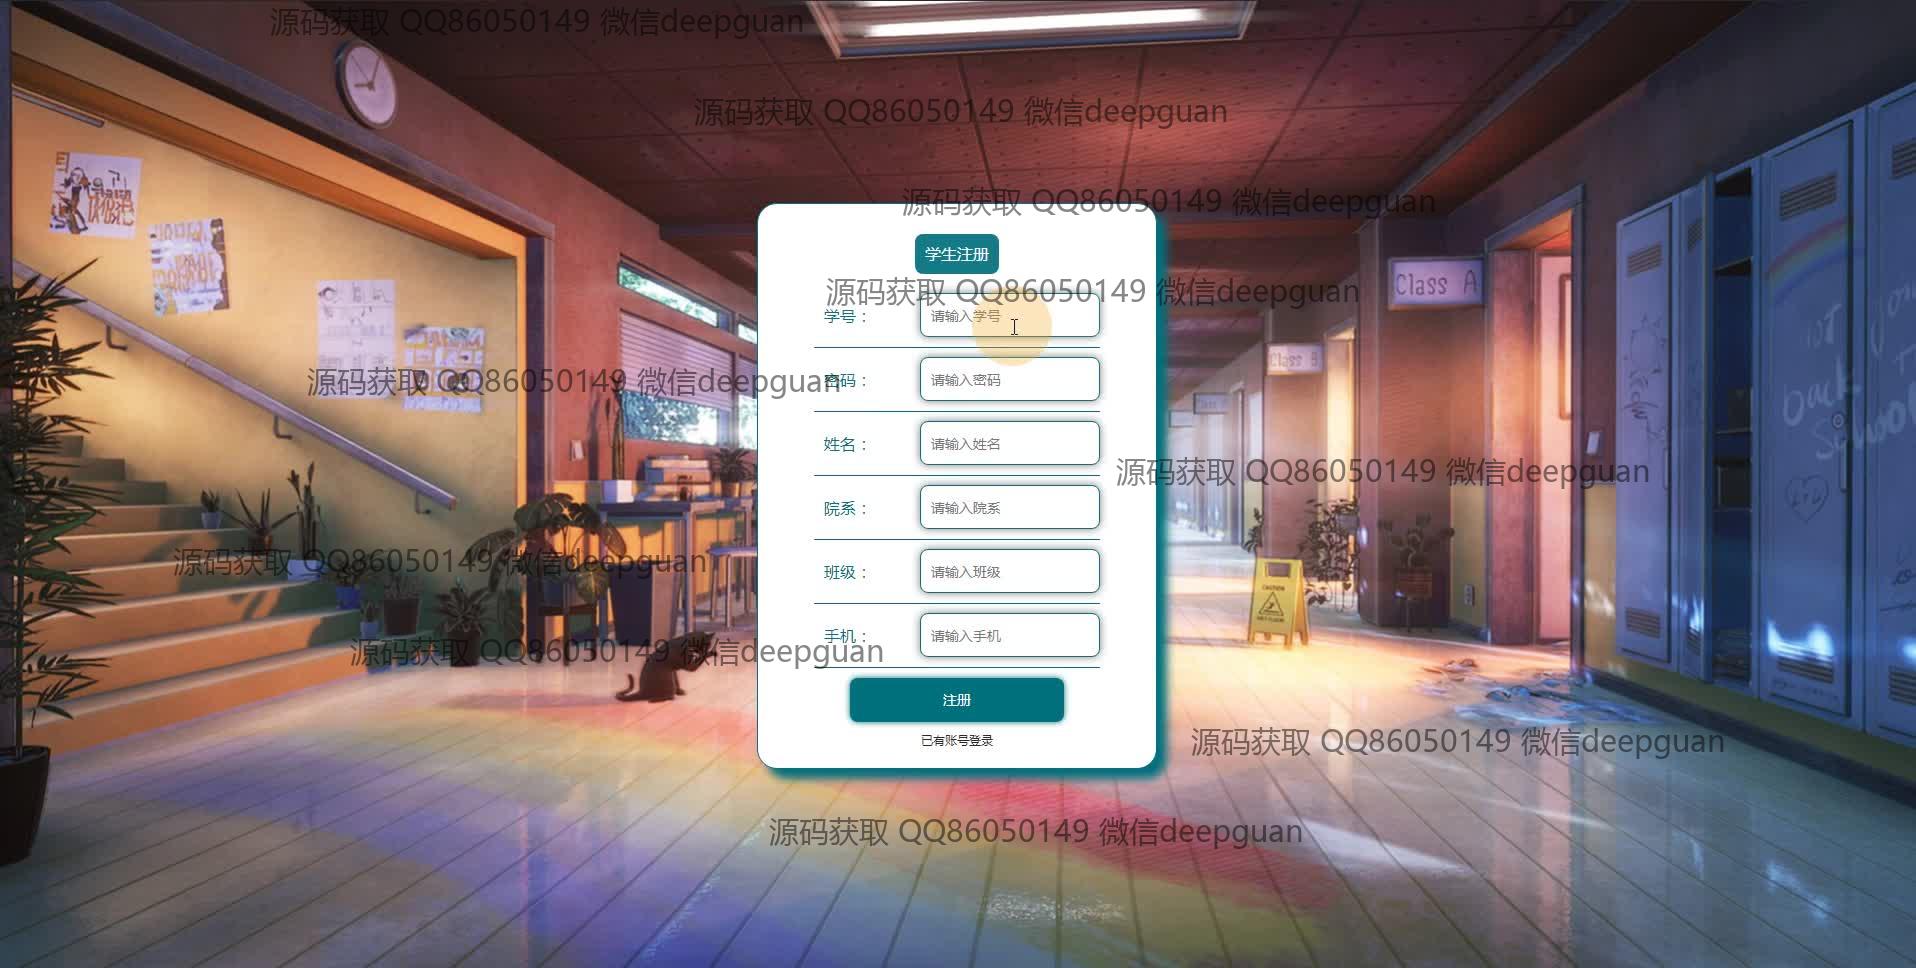 源码获取 QQ86050149 微信deepguan
源码获取 QQ86050149 微信deepguan
源码获取 QQ86050149 微信deepguan
学生注册
源码获取 QQ86050149 微信deepguan
Class A
学号：
请输入学号
Class B
源码获取 QQ86050149 微信deepguan
密码：
请输入密码
姓名：
请输入姓名
源码获取 QQ86050149 微信deepguan
back
School
院系：
请输入院系
源码获取 QQ86050149 微信deepguan
班级：
请输入班级
CAUTION
手机：
请输入手机
源码获取 QQ86050149 微信deepguan
注册
已有账号登录
源码获取 QQ86050149 微信deepguan
源码获取 QQ86050149 微信deepguan